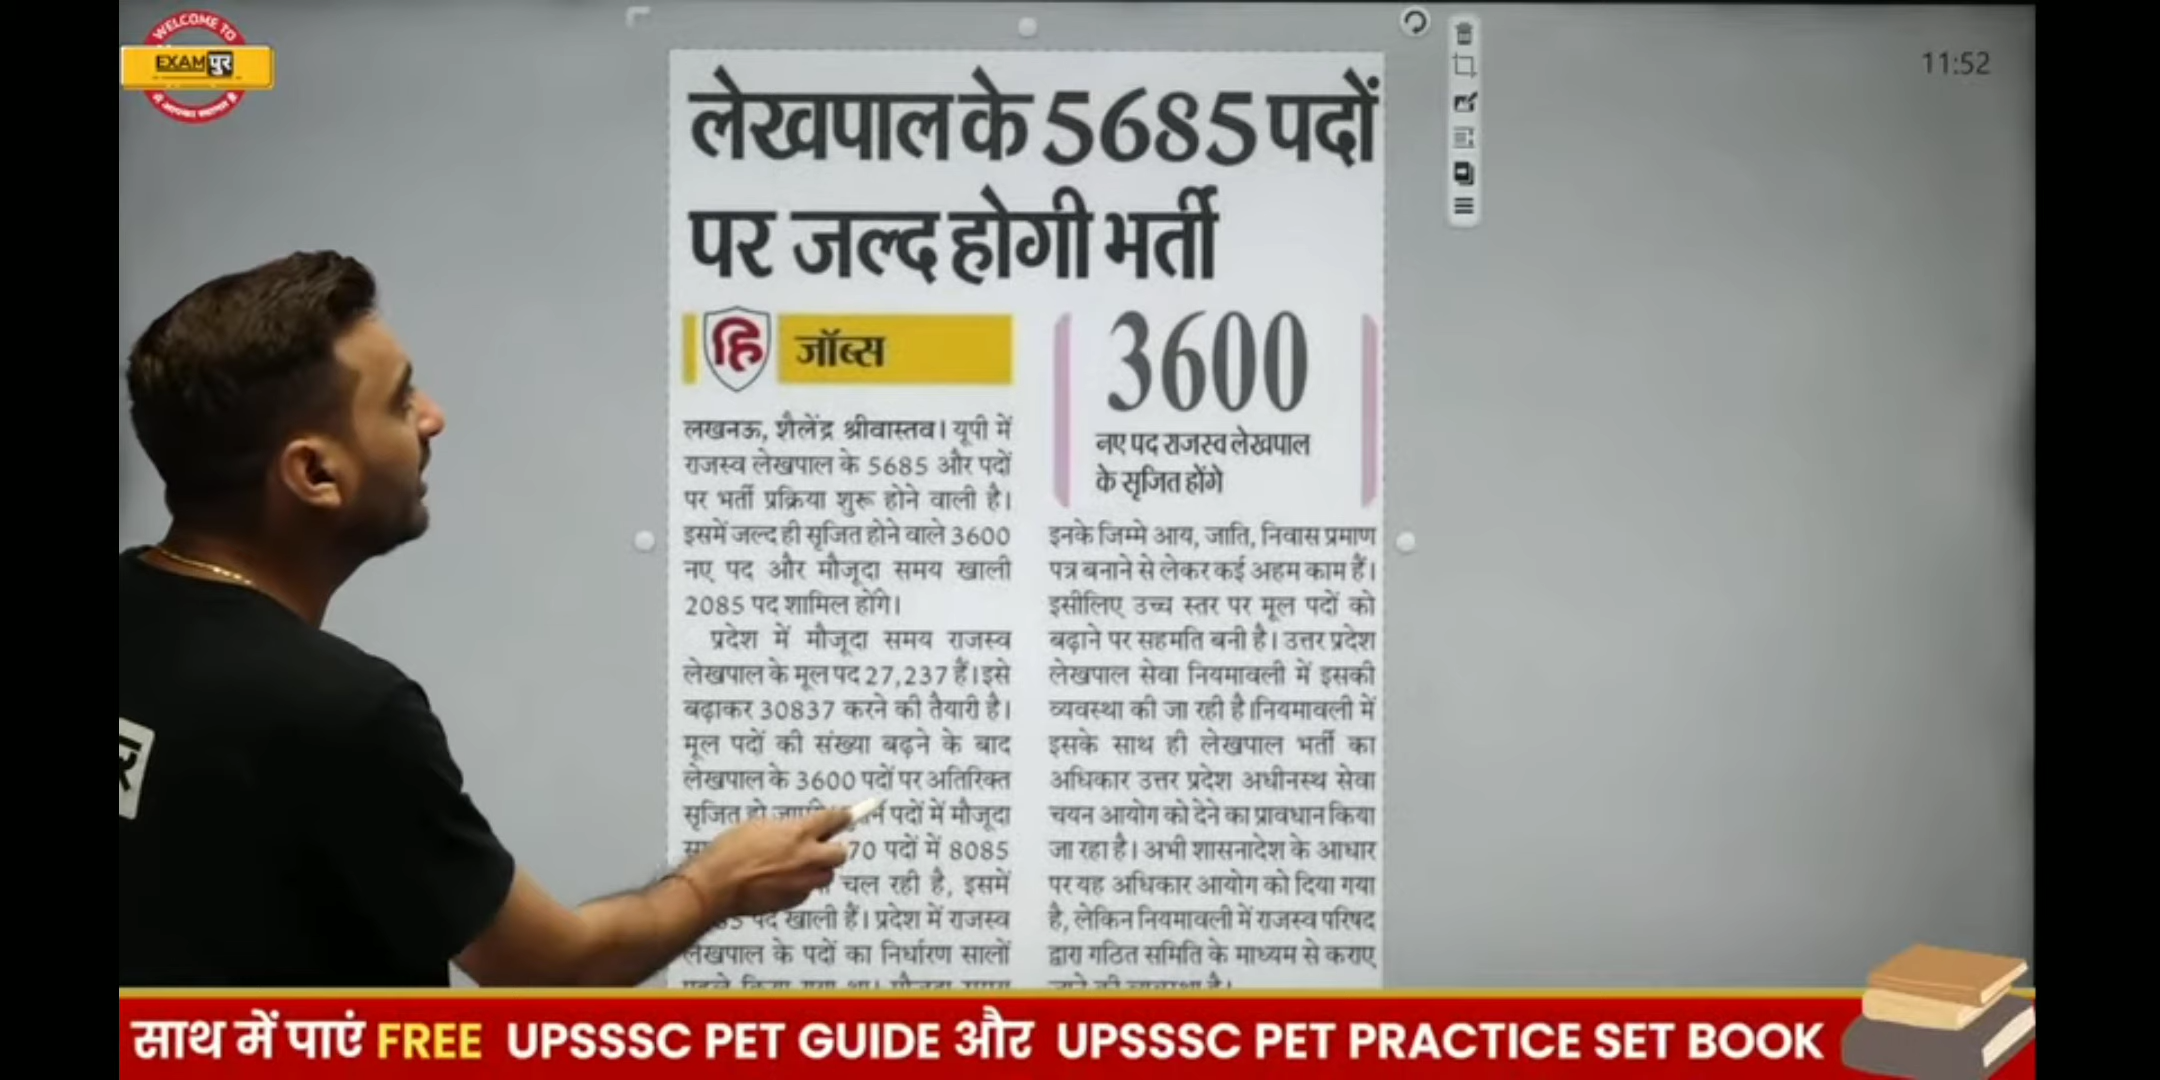 WELCOME TO
EXAM पुर
11:52
लेखपाल के 5685 पदों
पर जल्द होगी भर्ती
हि जॉब्स
लखनऊ, शैलेंद्र श्रीवास्तव। यूपी में
राजस्व लेखपाल के 5685 और पदों
पर भर्ती प्रक्रिया शुरू होने वाली है।
इसमें जल्द ही सृजित होने वाले 3600
नए पद और मौजूदा समय खाली
2085 पद शामिल होंगे।
प्रदेश में मौजूदा समय राजस्व
लेखपाल के मूल पद 27,237 हैं। इसे
बढ़ाकर 30837 करने की तैयारी है।
मूल पदों की संख्या बढ़ने के बाद
लेखपाल के 3600 पदों पर अतिरिक्त
सृजित हो पदों में मौजूदा
70 पदों में 8085
चल रही है, इसमें
पद खाली हैं। प्रदेश में राजस्व
लेखपाल के पदों का निर्धारण सालों
3600
नए पद राजस्व लेखपाल
के सृजित होंगे
इनके जिम्मे आय, जाति, निवास प्रमाण
पत्र बनाने से लेकर कई अहम काम हैं।
इसीलिए उच्च स्तर पर मूल पदों को
बढ़ाने पर सहमति बनी है। उत्तर प्रदेश
लेखपाल सेवा नियमावली में इसकी
व्यवस्था की जा रही है।नियमावली में
इसके साथ ही लेखपाल भर्ती का
अधिकार उत्तर प्रदेश अधीनस्थ सेवा
चयन आयोग को देने का प्रावधान किया
जा रहा है। अभी शासनादेश के आधार
पर यह अधिकार आयोग को दिया गया
है, लेकिन नियमावली में राजस्व परिषद
द्वारा गठित समिति के माध्यम से कराए
साथ में पाएं FREE UPSSSC PET GUIDE और UPSSSC PET PRACTICE SET BOOK